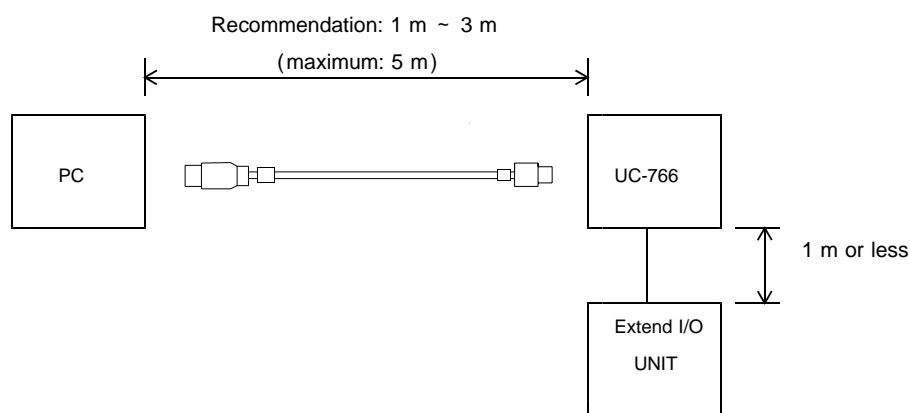 Recommendation: 1 m ~ 3 m
(maximum: 5 m)
PC
UC-766
1 m or less
Extend I/O
UNIT